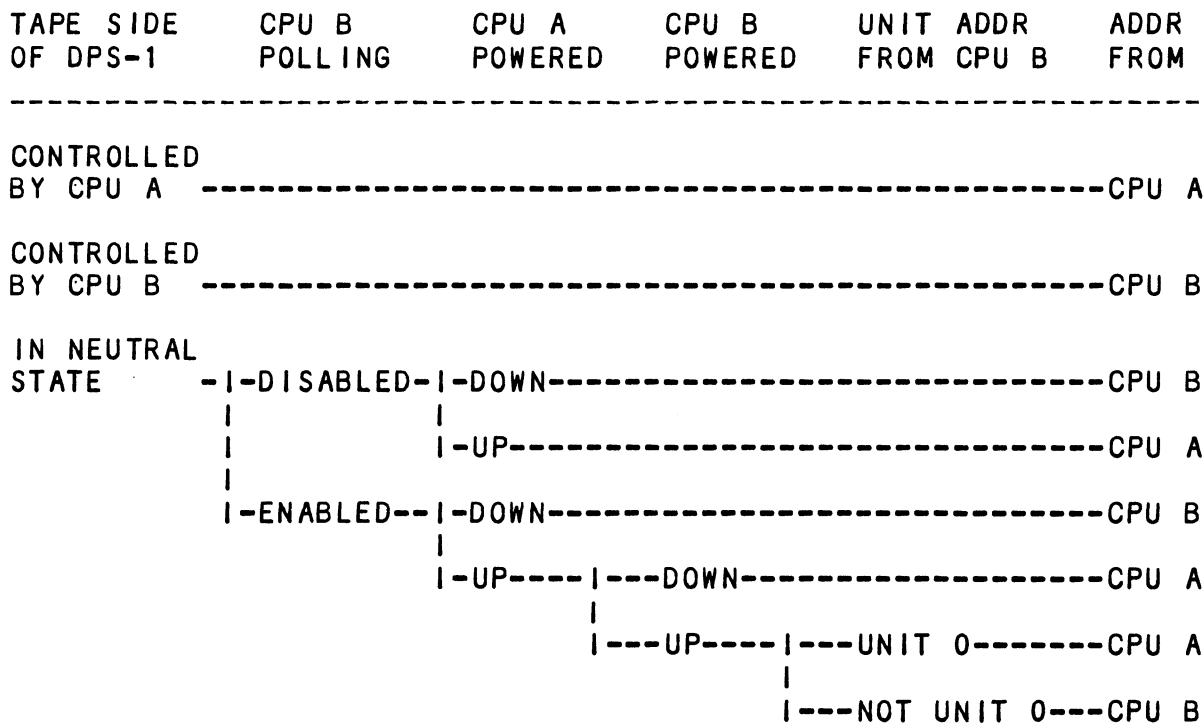 TAPE SIDE CPU B CPU A CPU B UNIT ADDR ADDR
OF DPS-1 POLLING POWERED POWERED FROM CPU B FROM
--------------------------------------------------------------
CONTROLLED
BY CPU A -----------------------------------------------CPU A
CONTROLLED
BY CPU B -----------------------------------------------CPU B
IN NEUTRAL
STATE -|-DISABLED-|-DOWN-----------------------------CPU B
| |
| |-UP-------------------------------CPU A
|
|-ENABLED--|-DOWN-----------------------------CPU B
|
|-UP----|---DOWN-------------------CPU A
|
|---UP----|---UNIT 0-------CPU A
|
|---NOT UNIT 0---CPU B